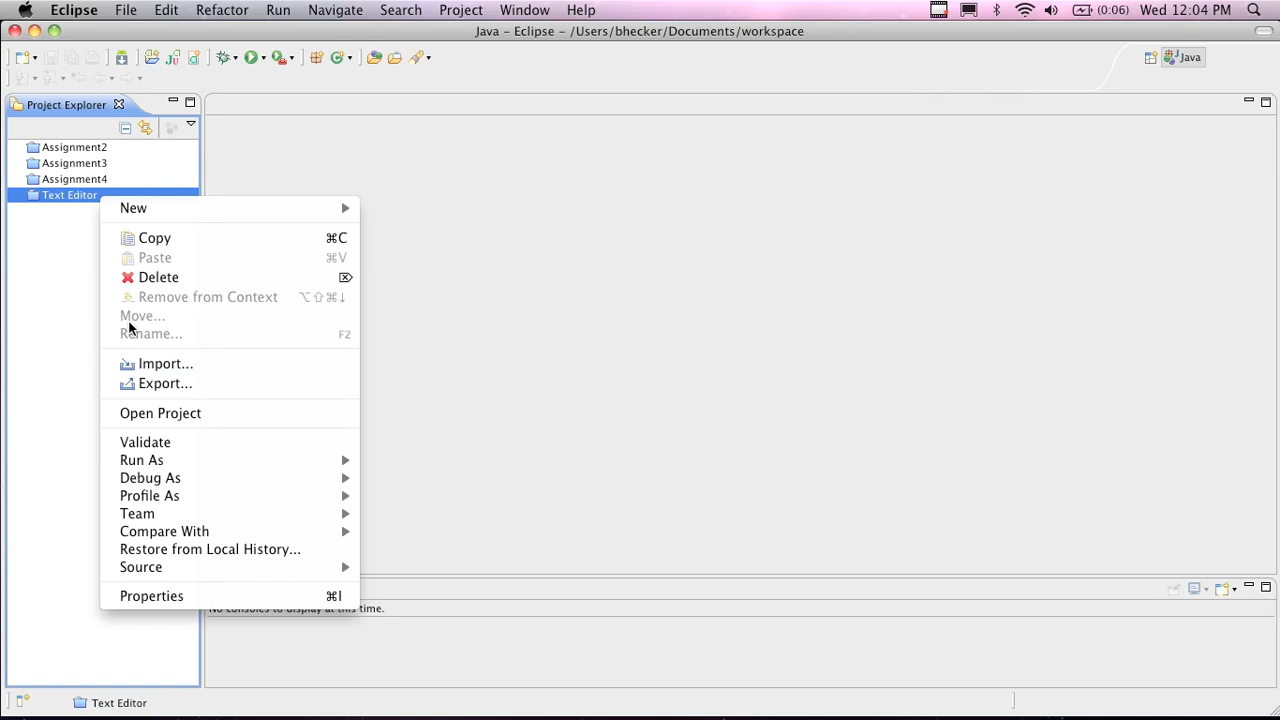 Eclipse File Edit Refactor Run Navigate Search Project Window Help (0:06) Wed 12:04 PM
Java – Eclipse – /Users/bhecker/Documents/workspace
Java
Project Explorer
Assignment2
Assignment3
Assignment4
Text Editor
New
Copy ⌘C
Paste ⌘V
Delete ⌦
Remove from Context ⌥⇧⌘↓
Move...
Rename... F2
Import...
Export...
Open Project
Validate
Run As
Debug As
Profile As
Team
Compare With
Restore from Local History...
Source
Properties ⌘I
No consoles to display at this time.
Text Editor